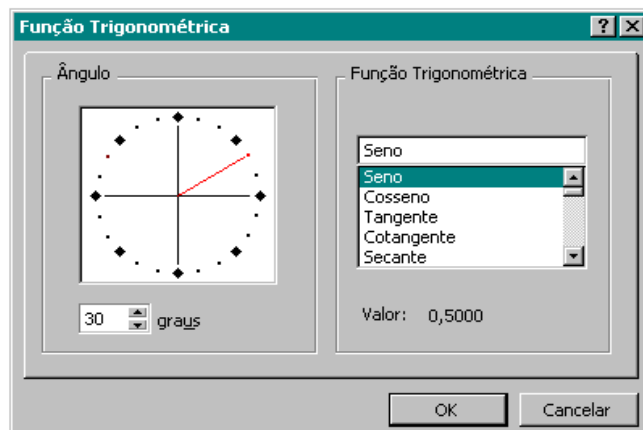 Função Trigonométrica
Ângulo
30 graus
Função Trigonométrica
Seno
Seno
Cosseno
Tangente
Cotangente
Secante
Valor: 0,5000
OK
Cancelar